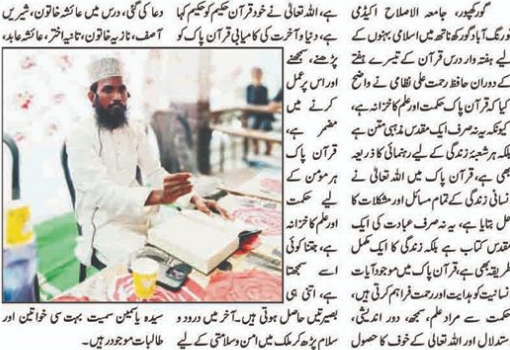 گورکھپور، جامعہ الاصلاح اکیڈمی
نورنگ آباد گورکھ ناتھ میں اسلامی بہنوں کے
لیے ہفتہ وار درس قرآن کے تیسرے ہفتے
کے دوران حافظ رحمت علی نظامی نے واضح
کیا کہ قرآن پاک حکمت اور علم کا خزانہ ہے،
کیونکہ یہ نہ صرف ایک مقدس مذہبی متن ہے
بلکہ ہر شعبۂ زندگی کے لیے رہنمائی کا ذریعہ
بھی ہے، قرآن پاک میں اللہ تعالیٰ نے
انسانی زندگی کے تمام مسائل اور مشکلات کا
حل بتایا ہے، یہ نہ صرف عبادت کی ایک
مقدس کتاب ہے بلکہ زندگی کا ایک مکمل
طریقہ بھی ہے، قرآن پاک میں موجود آیات
انسانیت کو ہدایت اور رحمت فراہم کرتی ہیں،
حکمت سے مراد علم، سمجھ، دور اندیشی،
استدلال اور اللہ تعالیٰ کے خوف کا حصول
ہے، اللہ تعالیٰ نے خود قرآن حکیم کو حکیم کہا
ہے، دنیا و آخرت کی کامیابی قرآن پاک کو
پڑھنے، سمجھنے
اور اس پر عمل
کرنے میں
مضمر ہے،
قرآن پاک
ہر مومن کے
لیے حکمت
اور علم کا خزانہ
ہے، جتنا کوئی
اسے سمجھتا
ہے، اتنی ہی
بصیرتیں حاصل ہوتی ہیں۔ آخر میں درود و
سلام پڑھ کر ملک میں امن و سلامتی کے لیے
دعا کی گئی، درس میں عائشہ خاتون، شیریں
آصف، نازیہ خاتون، ثانیہ اختر، عائشہ عابد،
سیدہ یاسمین سمیت بہت سی خواتین اور
طالبات موجود رہیں۔